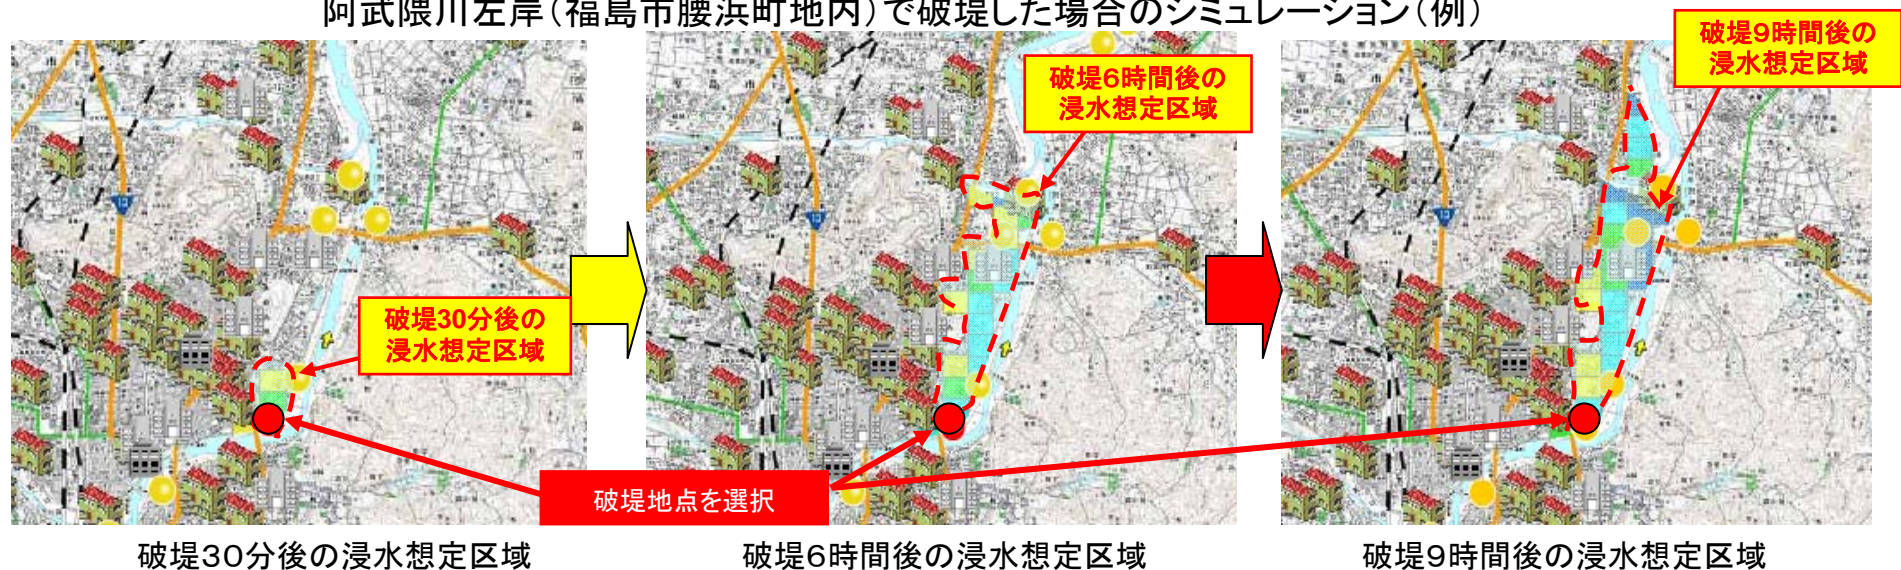 阿武隈川左岸（福島市腰浜町地内）で破堤した場合のシミュレーション（例）
破堤9時間後の
浸水想定区域
破堤6時間後の
浸水想定区域
破堤30分後の
浸水想定区域
13
13
13
破堤地点を選択
破堤30分後の浸水想定区域
破堤6時間後の浸水想定区域
破堤9時間後の浸水想定区域